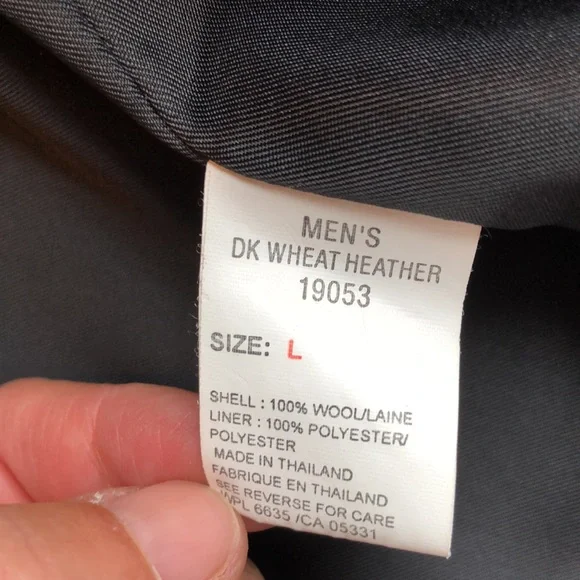 MEN'S
DK WHEAT HEATHER
19053
SIZE: L
SHELL : 100% WOOL/LAINE
LINER : 100% POLYESTER/
POLYESTER
MADE IN THAILAND
FABRIQUE EN THAILAND
SEE REVERSE FOR CARE
WPL 6635 /CA 05331